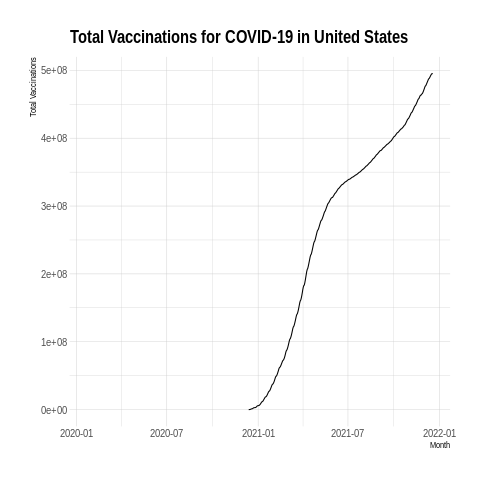 Total Vaccinations for COVID-19 in United States
Total Vaccinations
5e+08
4e+08
3e+08
2e+08
1e+08
0e+00
2020-01 2020-07 2021-01 2021-07 2022-01
Month